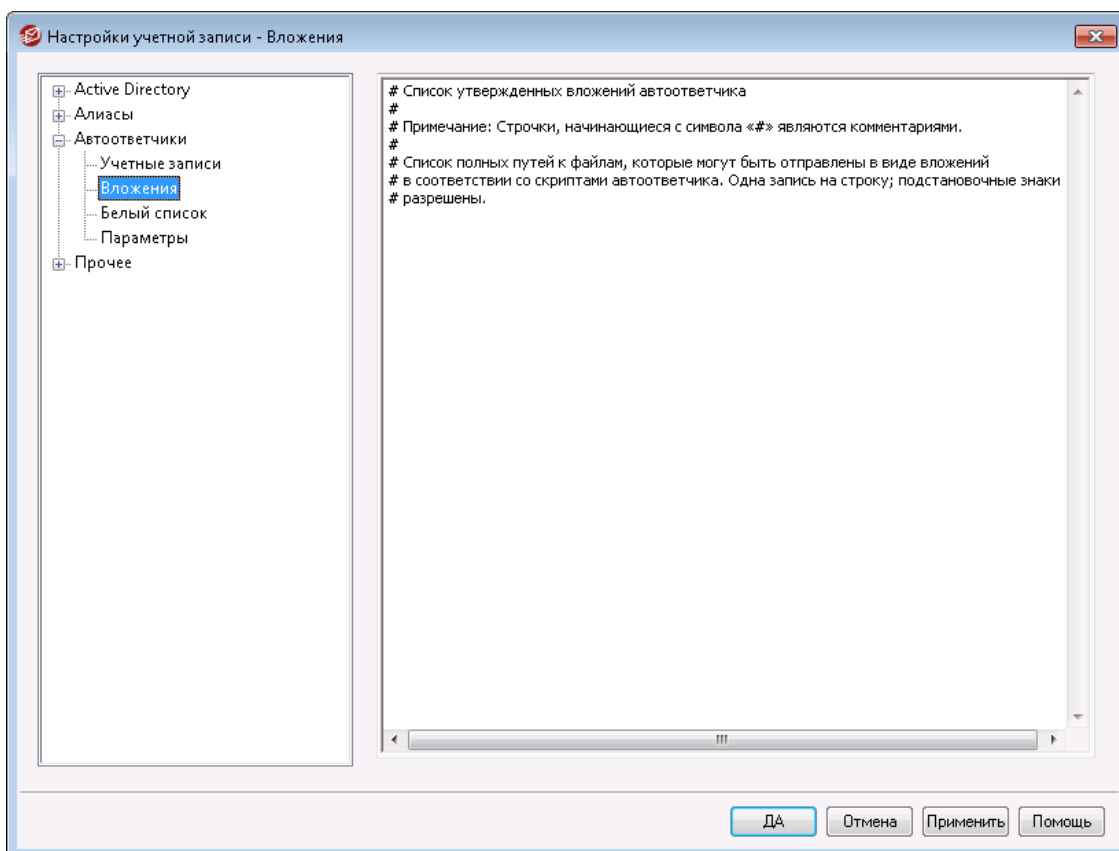 Настройки учетной записи - Вложения
Active Directory
Алиасы
Автоответчики
Учетные записи
Вложения
Белый список
Параметры
Прочее
# Список утвержденных вложений автоответчика
#
# Примечание: Строчки, начинающиеся с символа «#» являются комментариями.
#
# Список полных путей к файлам, которые могут быть отправлены в виде вложений
# в соответствии со скриптами автоответчика. Одна запись на строку; подстановочные знаки
# разрешены.
ДА
Отмена
Применить
Помощь